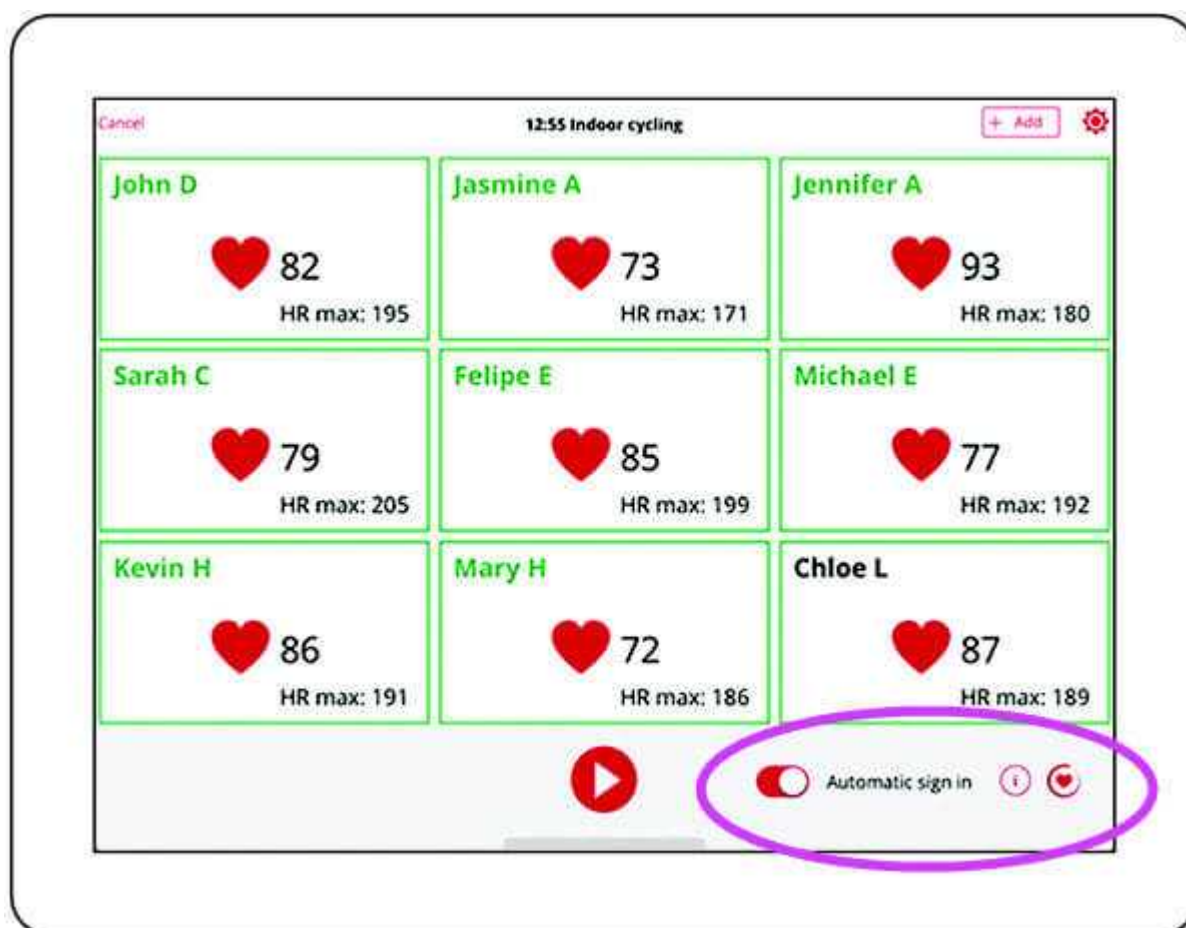 Cancel
12:55 Indoor cycling
+ Add
John D
82
HR max: 195
Jasmine A
73
HR max: 171
Jennifer A
93
HR max: 180
Sarah C
79
HR max: 205
Felipe E
85
HR max: 199
Michael E
77
HR max: 192
Kevin H
86
HR max: 191
Mary H
72
HR max: 186
Chloe L
87
HR max: 189
Automatic sign in
i